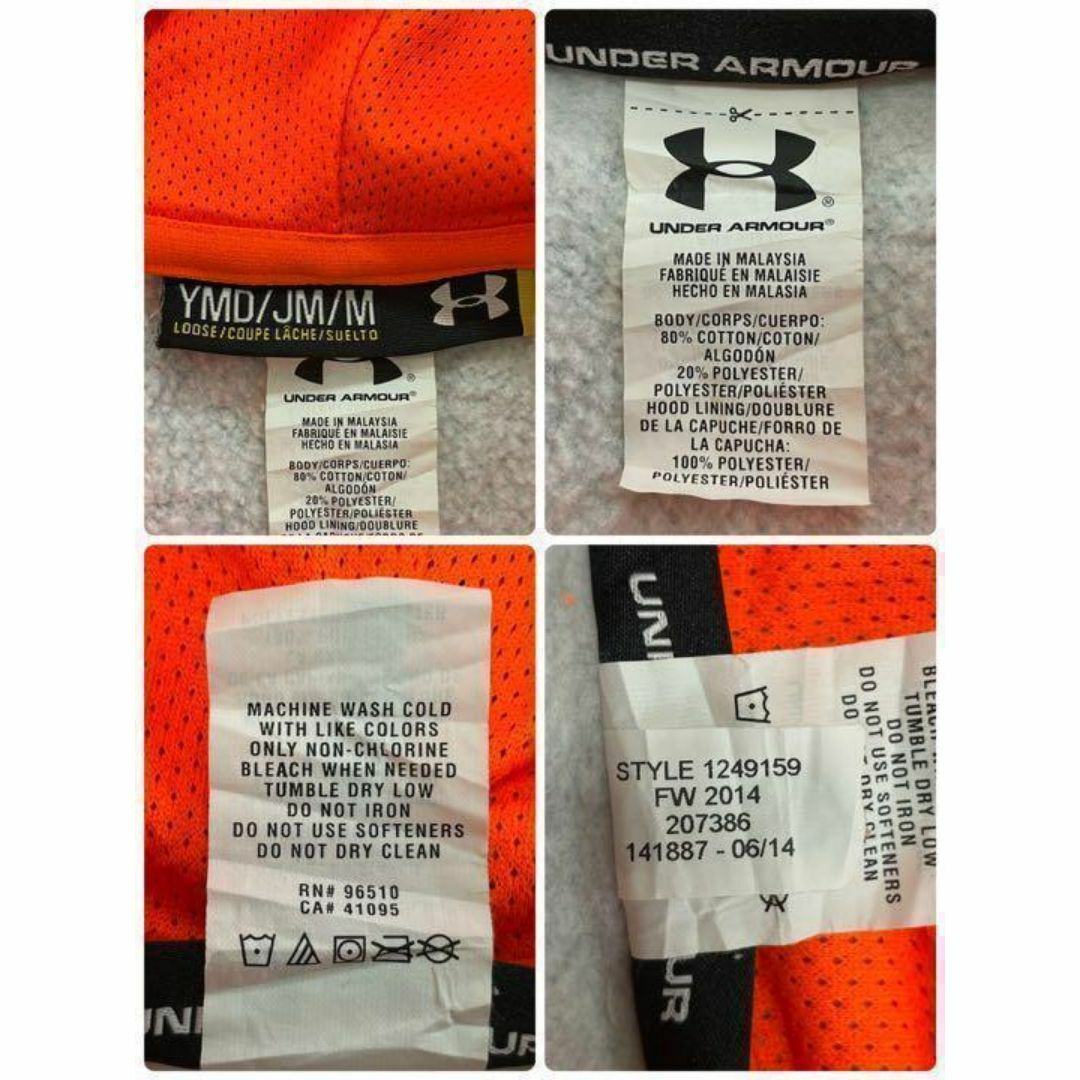 YMD/JM/M
LOOSE/COUPE LÂCHE/SUELTO
UNDER ARMOUR®
MADE IN MALAYSIA
FABRIQUÉ EN MALAISIE
HECHO EN MALASIA
BODY/CORPS/CUERPO:
80% COTTON/COTON/
ALGODÓN
20% POLYESTER/
POLYESTER/POLIÉSTER
HOOD LINING/DOUBLURE
UNDER ARMOUR
®
UNDER ARMOUR®
MADE IN MALAYSIA
FABRIQUÉ EN MALAISIE
HECHO EN MALASIA
BODY/CORPS/CUERPO:
80% COTTON/COTON/
ALGODÓN
20% POLYESTER/
POLYESTER/POLIÉSTER
HOOD LINING/DOUBLURE
DE LA CAPUCHE/FORRO DE
LA CAPUCHA:
100% POLYESTER/
POLYESTER/POLIÉSTER
MACHINE WASH COLD
WITH LIKE COLORS
ONLY NON-CHLORINE
BLEACH WHEN NEEDED
TUMBLE DRY LOW
DO NOT IRON
DO NOT USE SOFTENERS
DO NOT DRY CLEAN
RN# 96510
CA# 41095
UNI
UR
STYLE 1249159
FW 2014
207386
141887 - 06/14
TUMBLE DRY LOW
DO NOT IRON
DO NOT USE SOFTENERS
DO DRY CLEAN